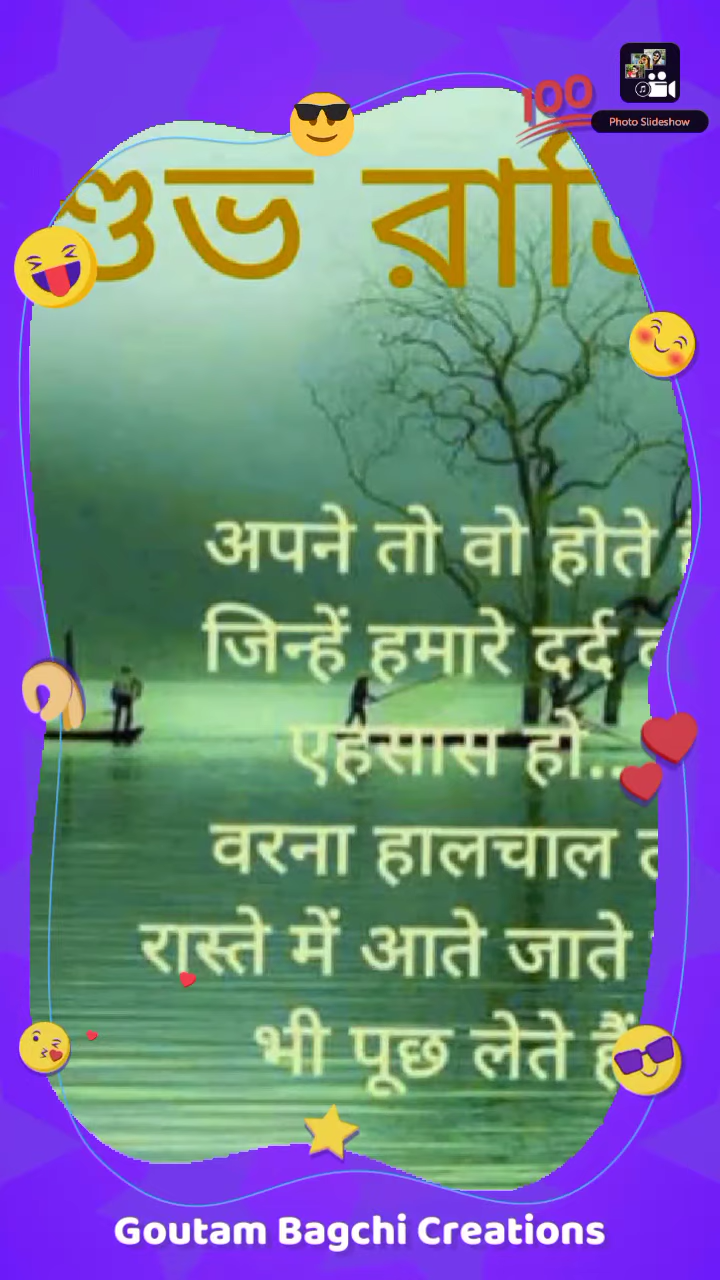 100
Photo Slideshow
শুভ
अपने तो वो होते
जिन्हें हमारे दर्द
एहसास हो...
वरना हालचाल
रास्ते में आते जाते
भी पूछ लेते हैं
Goutam Bagchi Creations